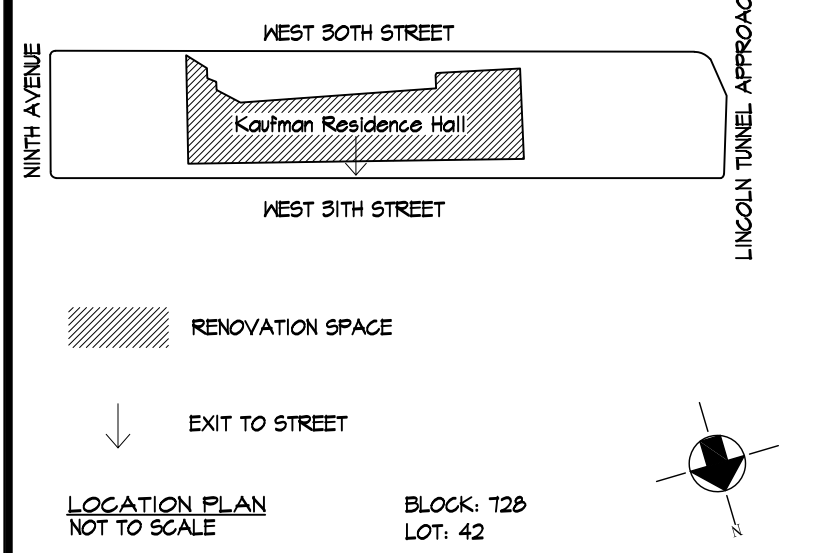 WEST 30TH STREET
NINTH AVENUE
LINCOLN TUNNEL APPROAC
Kaufman Residence Hall
WEST 31TH STREET
RENOVATION SPACE
EXIT TO STREET
LOCATION PLAN
NOT TO SCALE
BLOCK: 728
LOT: 42
N